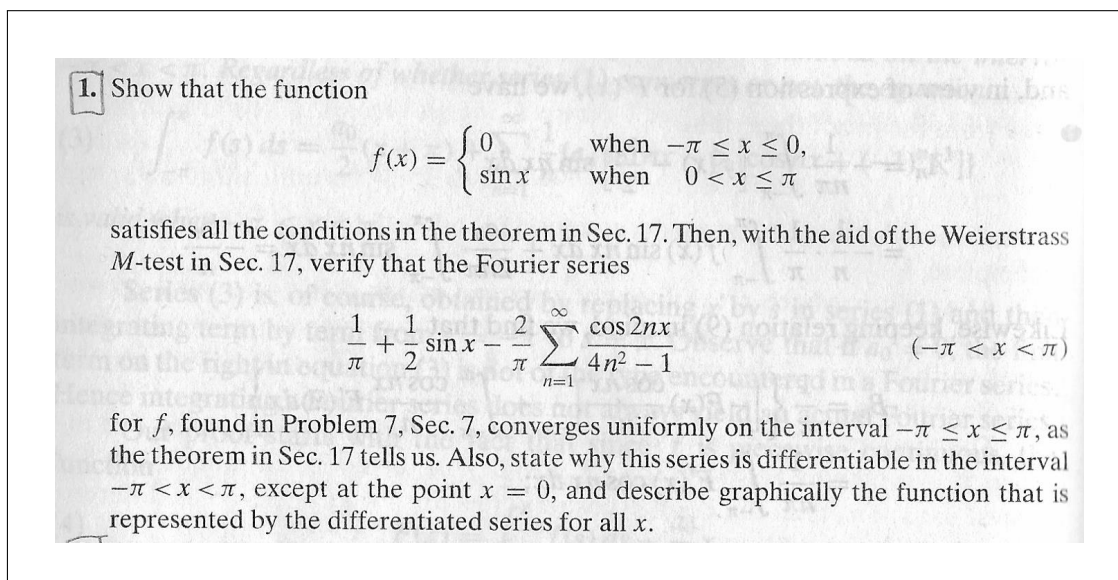 1. Show that the function
f(x) = { 0 when −π ≤ x ≤ 0,
sin x when 0 < x ≤ π
satisfies all the conditions in the theorem in Sec. 17. Then, with the aid of the Weierstrass
M-test in Sec. 17, verify that the Fourier series
1/π + 1/2 sin x − 2/π ∑_{n=1}^{∞} cos 2nx / (4n² − 1) (−π < x < π)
for f, found in Problem 7, Sec. 7, converges uniformly on the interval −π ≤ x ≤ π, as
the theorem in Sec. 17 tells us. Also, state why this series is differentiable in the interval
−π < x < π, except at the point x = 0, and describe graphically the function that is
represented by the differentiated series for all x.